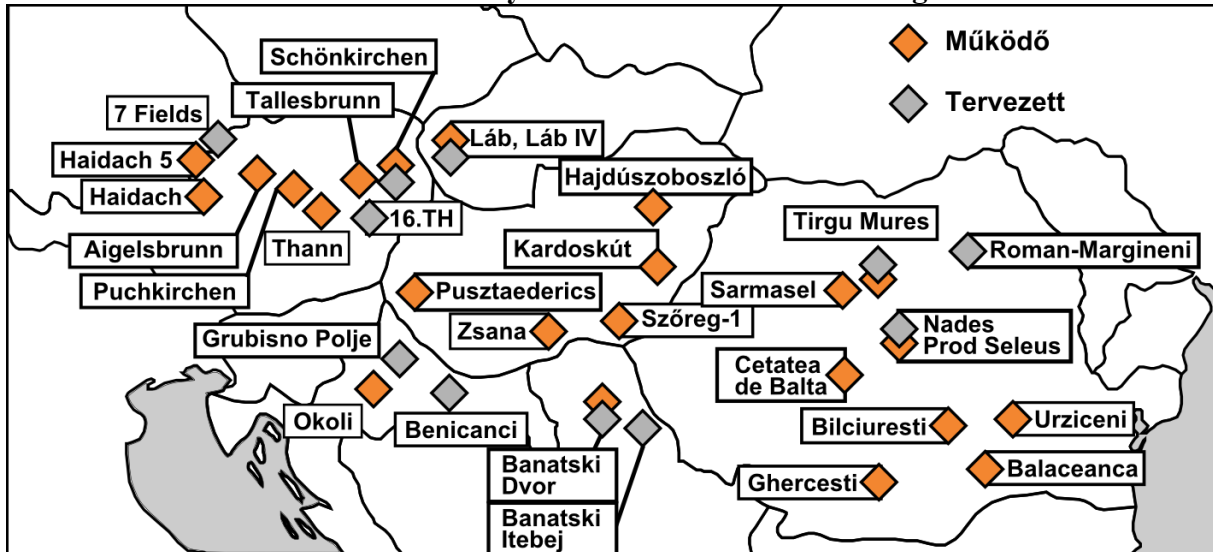 Schönkirchen
Működő
Tallesbrunn
Tervezett
7 Fields
Láb, Láb IV
Haidach 5
Hajdúszoboszló
Haidach
Tirgu Mures
16.TH
Aigelsbrunn
Thann
Kardoskút
Roman-Margineni
Puchkirchen
Pusztaederics
Sarmasel
Zsana
Szőreg-1
Nades
Prod Seleus
Grubisno Polje
Cetatea
de Balta
Okoli
Benicanci
Bilciuresti
Urziceni
Banatski
Dvor
Ghercesti
Balaceanca
Banatski
Itebej